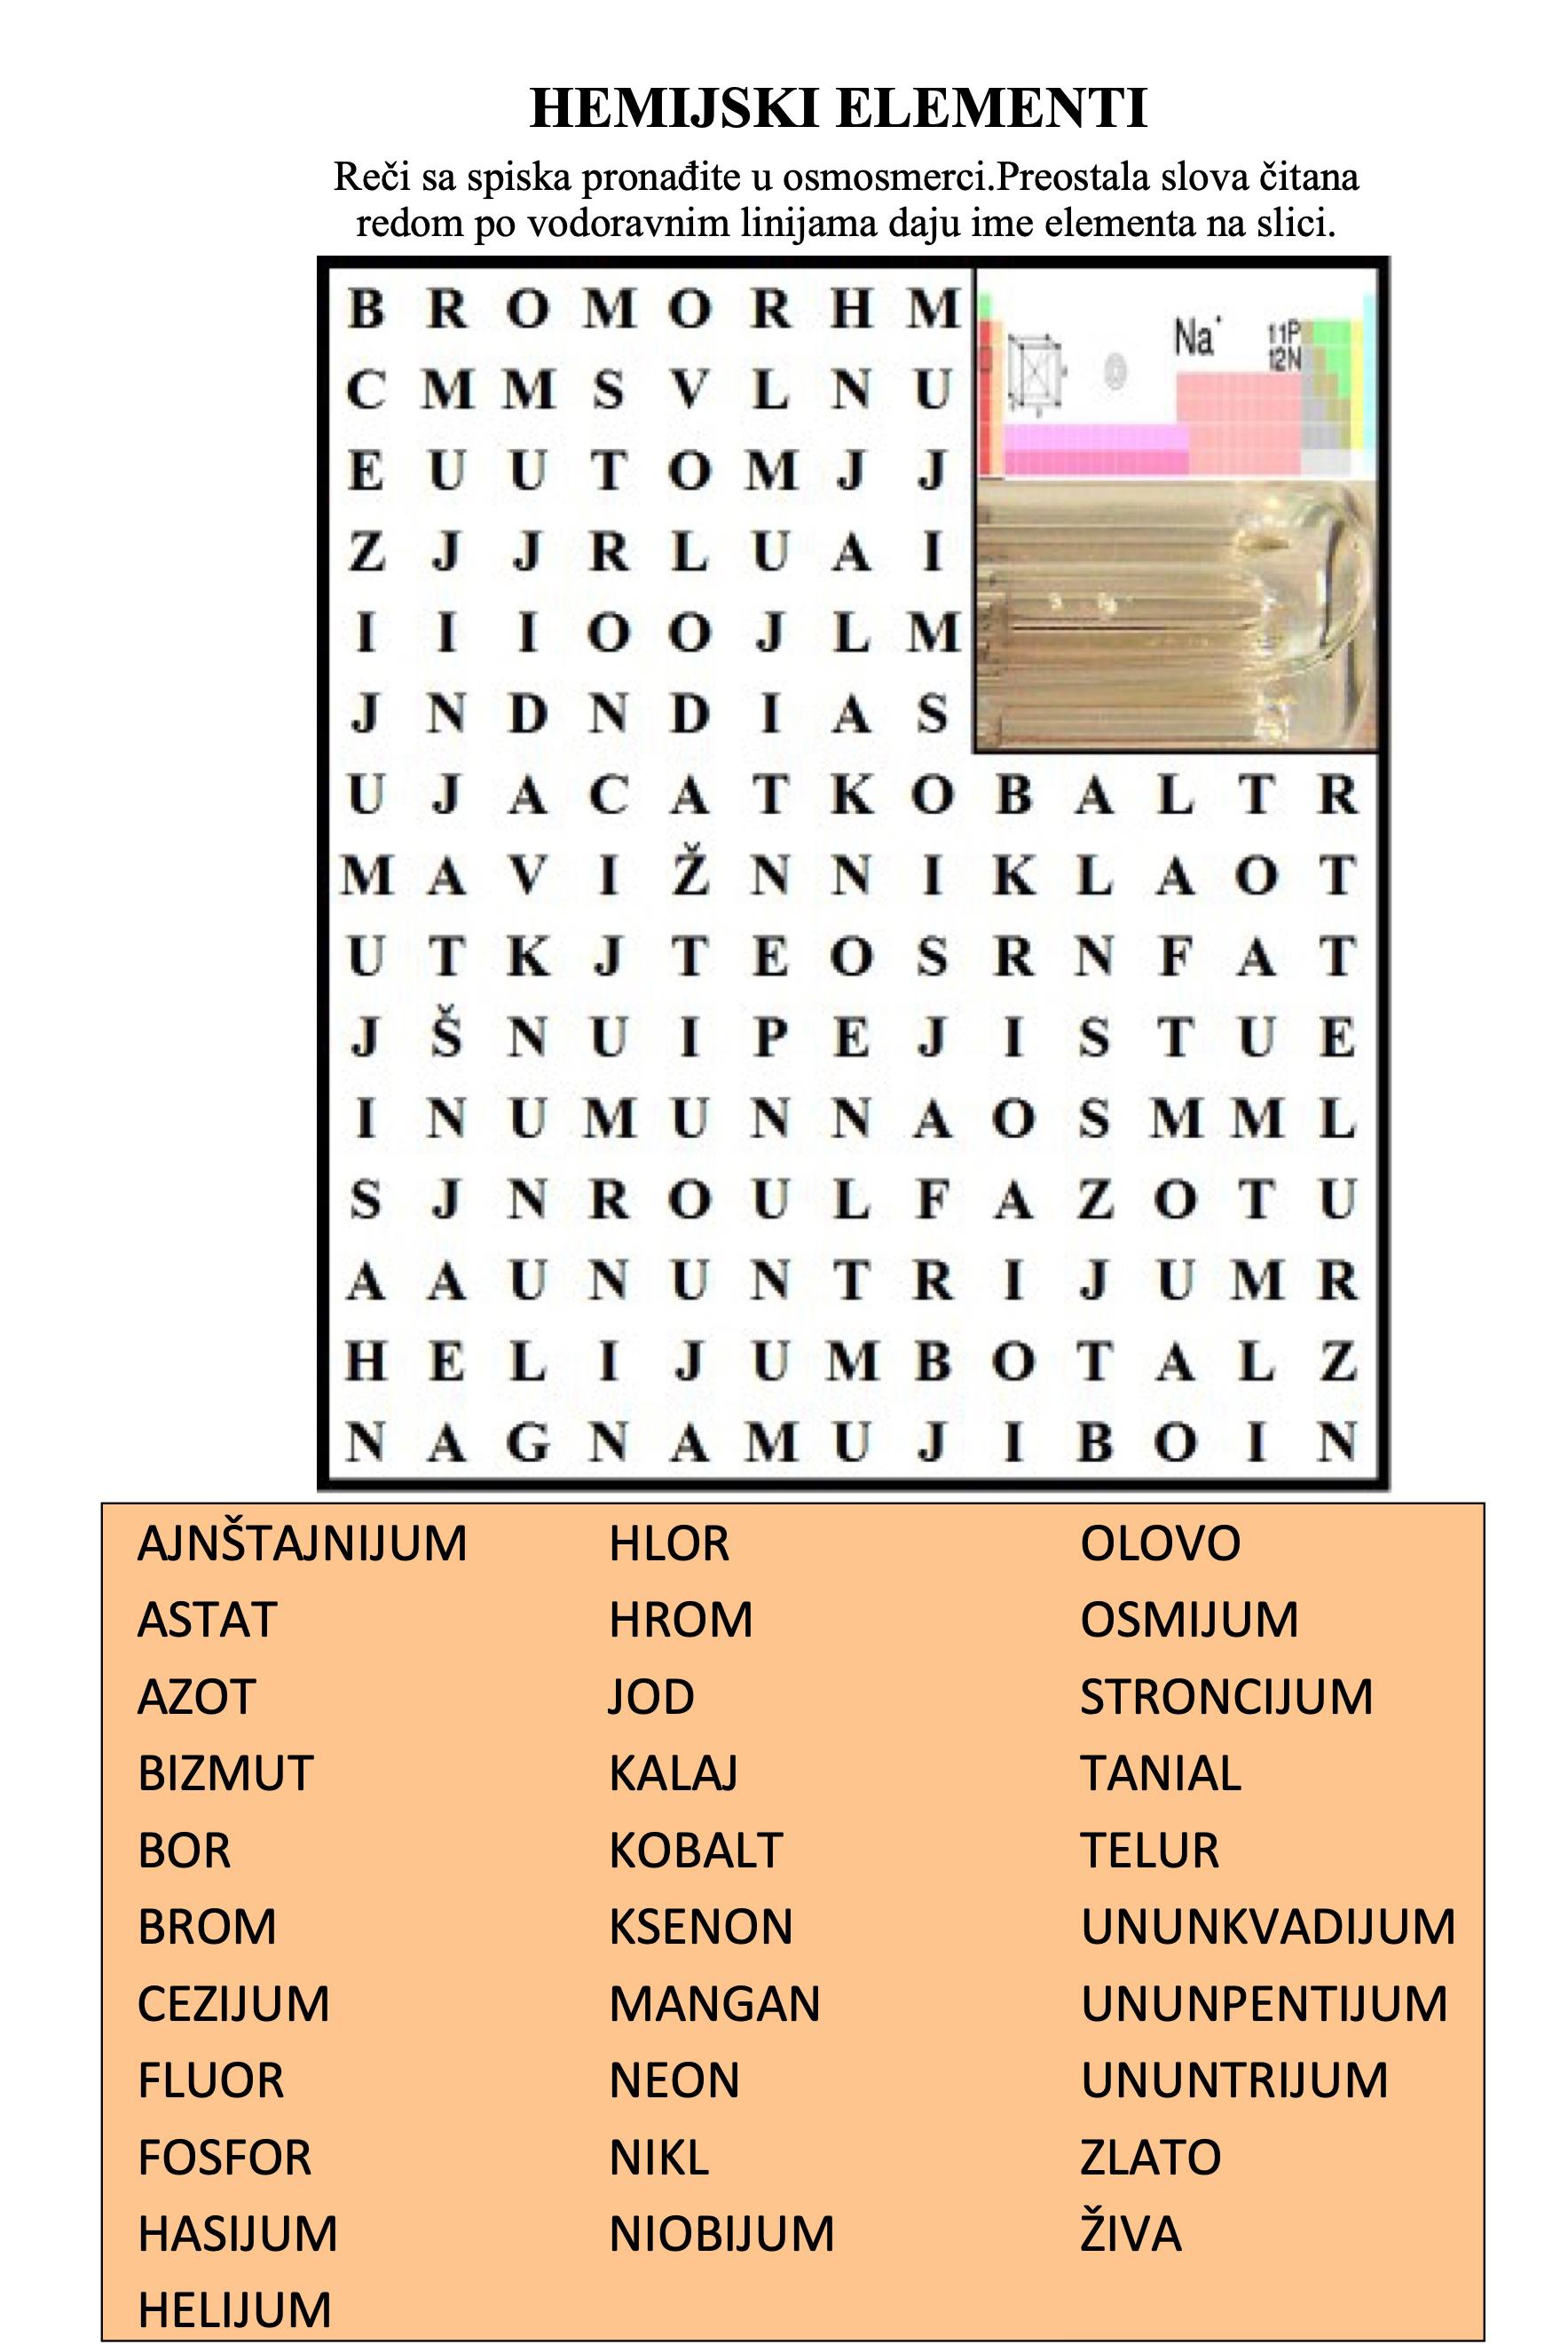 HEMIJSKI ELEMENTI
Reči sa spiska pronađite u osmosmerci.Preostala slova čitana
redom po vodoravnim linijama daju ime elementa na slici.
B R O M O R H M
C M M S V L N U
E U U T O M J J
Z J J R L U A I
I I I O O J L M
J N D N D I A S
U J A C A T K O B A L T R
M A V I Ž N N I K L A O T
U T K J T E O S R N F A T
J Š N U I P E J I S T U E
I N U M U N N A O S M M L
S J N R O U L F A Z O T U
A A U N U N T R I J U M R
H E L I J U M B O T A L Z
N A G N A M U J I B O I N
Na+ 11P
12N
AJNŠTAJNIJUM HLOR OLOVO
ASTAT HROM OSMIJUM
AZOT JOD STRONCIJUM
BIZMUT KALAJ TANIAL
BOR KOBALT TELUR
BROM KSENON UNUNKVADIJUM
CEZIJUM MANGAN UNUNPENTIJUM
FLUOR NEON UNUNTRIJUM
FOSFOR NIKL ZLATO
HASIJUM NIOBIJUM ŽIVA
HELIJUM